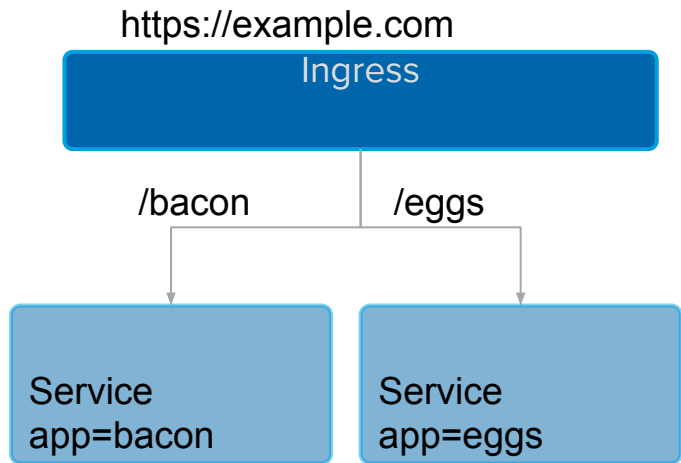 https://example.com
Ingress
/bacon
/eggs
Service
app=bacon
Service
app=eggs